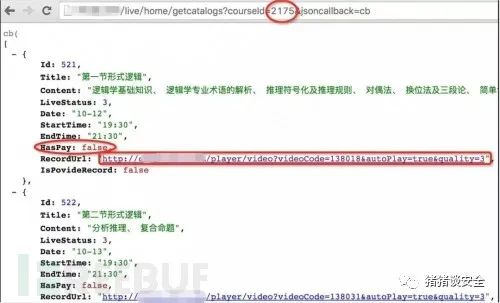 /live/home/getcatalogs?courseId=2175&jsoncallback=cb
cb(
[
- {
Id: 521,
Title: "第一节形式逻辑",
Content: "逻辑学基础知识、 逻辑学专业术语的解析、 推理符号化及推理规则、 对偶法、 换位法及三段论、 简单
LiveStatus: 3,
Date: "10-12",
StartTime: "19:30",
EndTime: "21:30",
HasPay: false,
RecordUrl: "http:// /player/video?videoCode=138018&autoPlay=true&quality=3",
IsPovideRecord: false
},
- {
Id: 522,
Title: "第二节形式逻辑",
Content: "分析推理、 复合命题",
LiveStatus: 3,
Date: "10-13",
StartTime: "19:30",
EndTime: "21:30",
HasPay: false,
RecordUrl: "http:// /player/video?videoCode=138031&autoPlay=true&quality=3"
猪猪谈安全